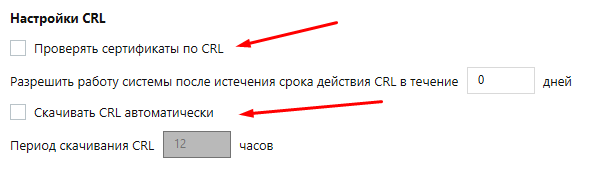 Настройки CRL
Проверять сертификаты по CRL
Разрешить работу системы после истечения срока действия CRL в течение 0 дней
Скачивать CRL автоматически
Период скачивания CRL 12 часов